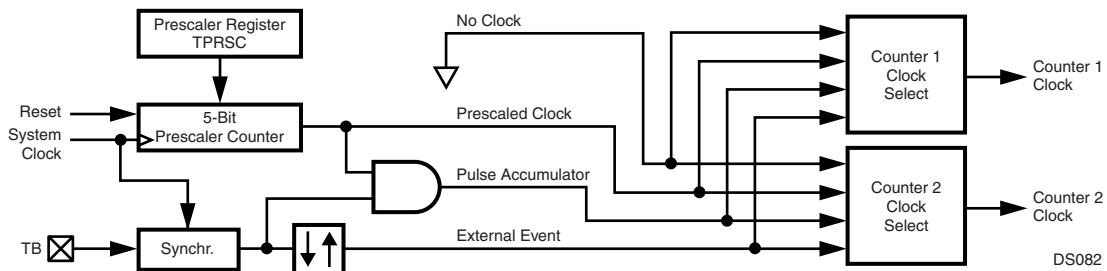 Prescaler Register
TPRSC
No Clock
Counter 1
Clock
Select
Counter 1
Clock
Reset
System
Clock
5-Bit
Prescaler Counter
Prescaled Clock
Pulse Accumulator
Counter 2
Clock
Select
Counter 2
Clock
TB
Synchr.
External Event
DS082